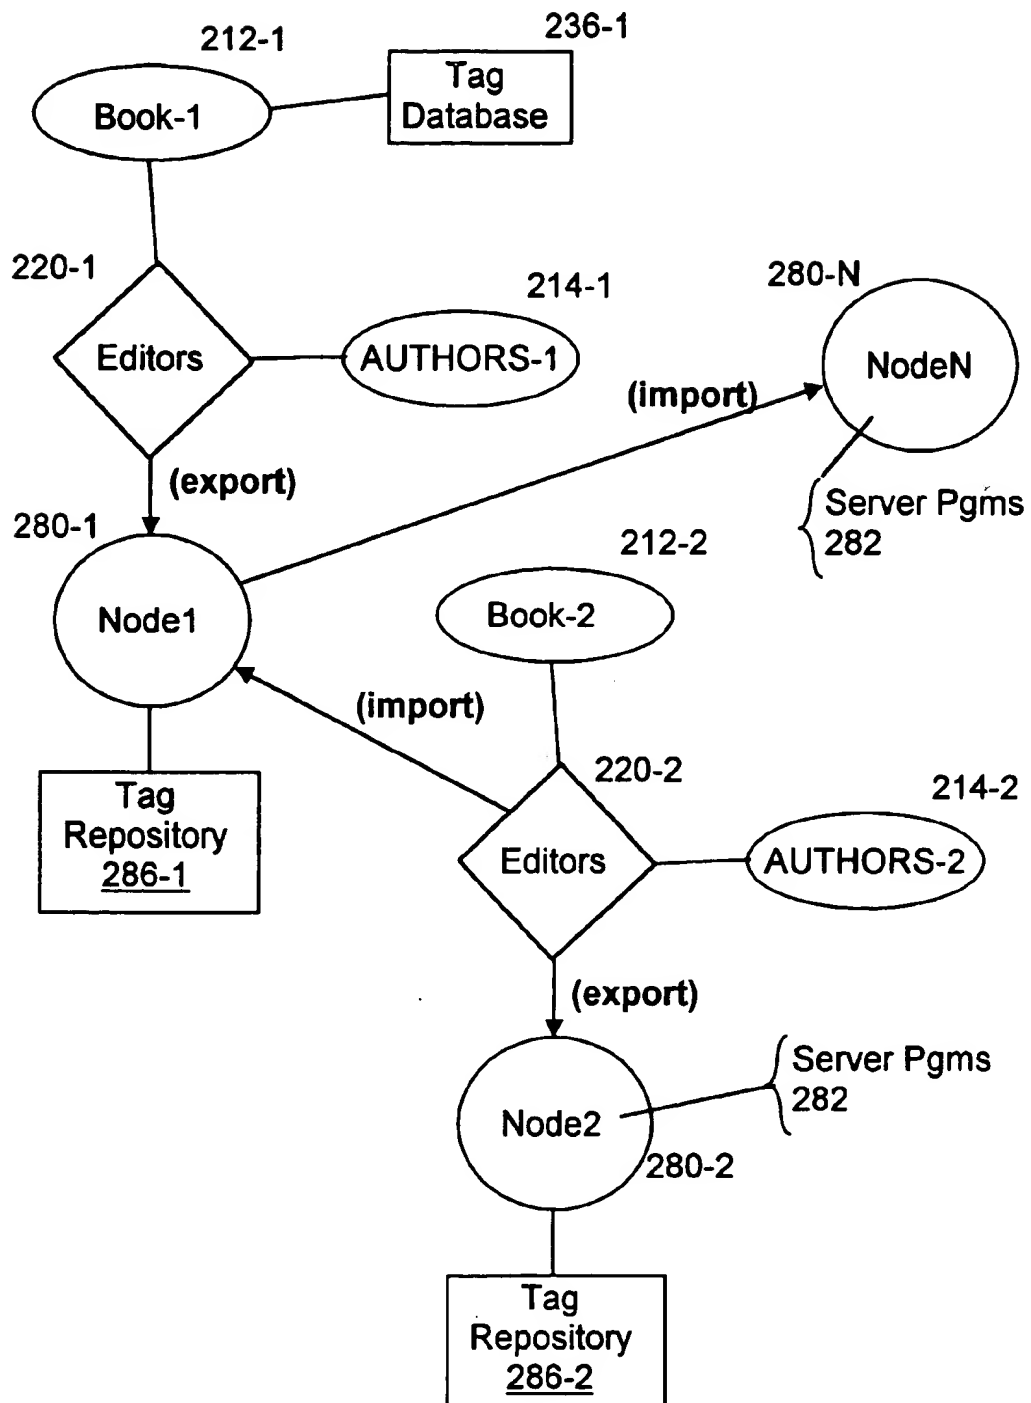 212-1
236-1
Book-1
Tag
Database
220-1
214-1
280-N
Editors
AUTHORS-1
NodeN
(import)
(export)
Server Pgms
282
280-1
212-2
Node1
Book-2
(import)
220-2
214-2
Tag
Repository
286-1
Editors
AUTHORS-2
(export)
Server Pgms
282
Node2
280-2
Tag
Repository
286-2